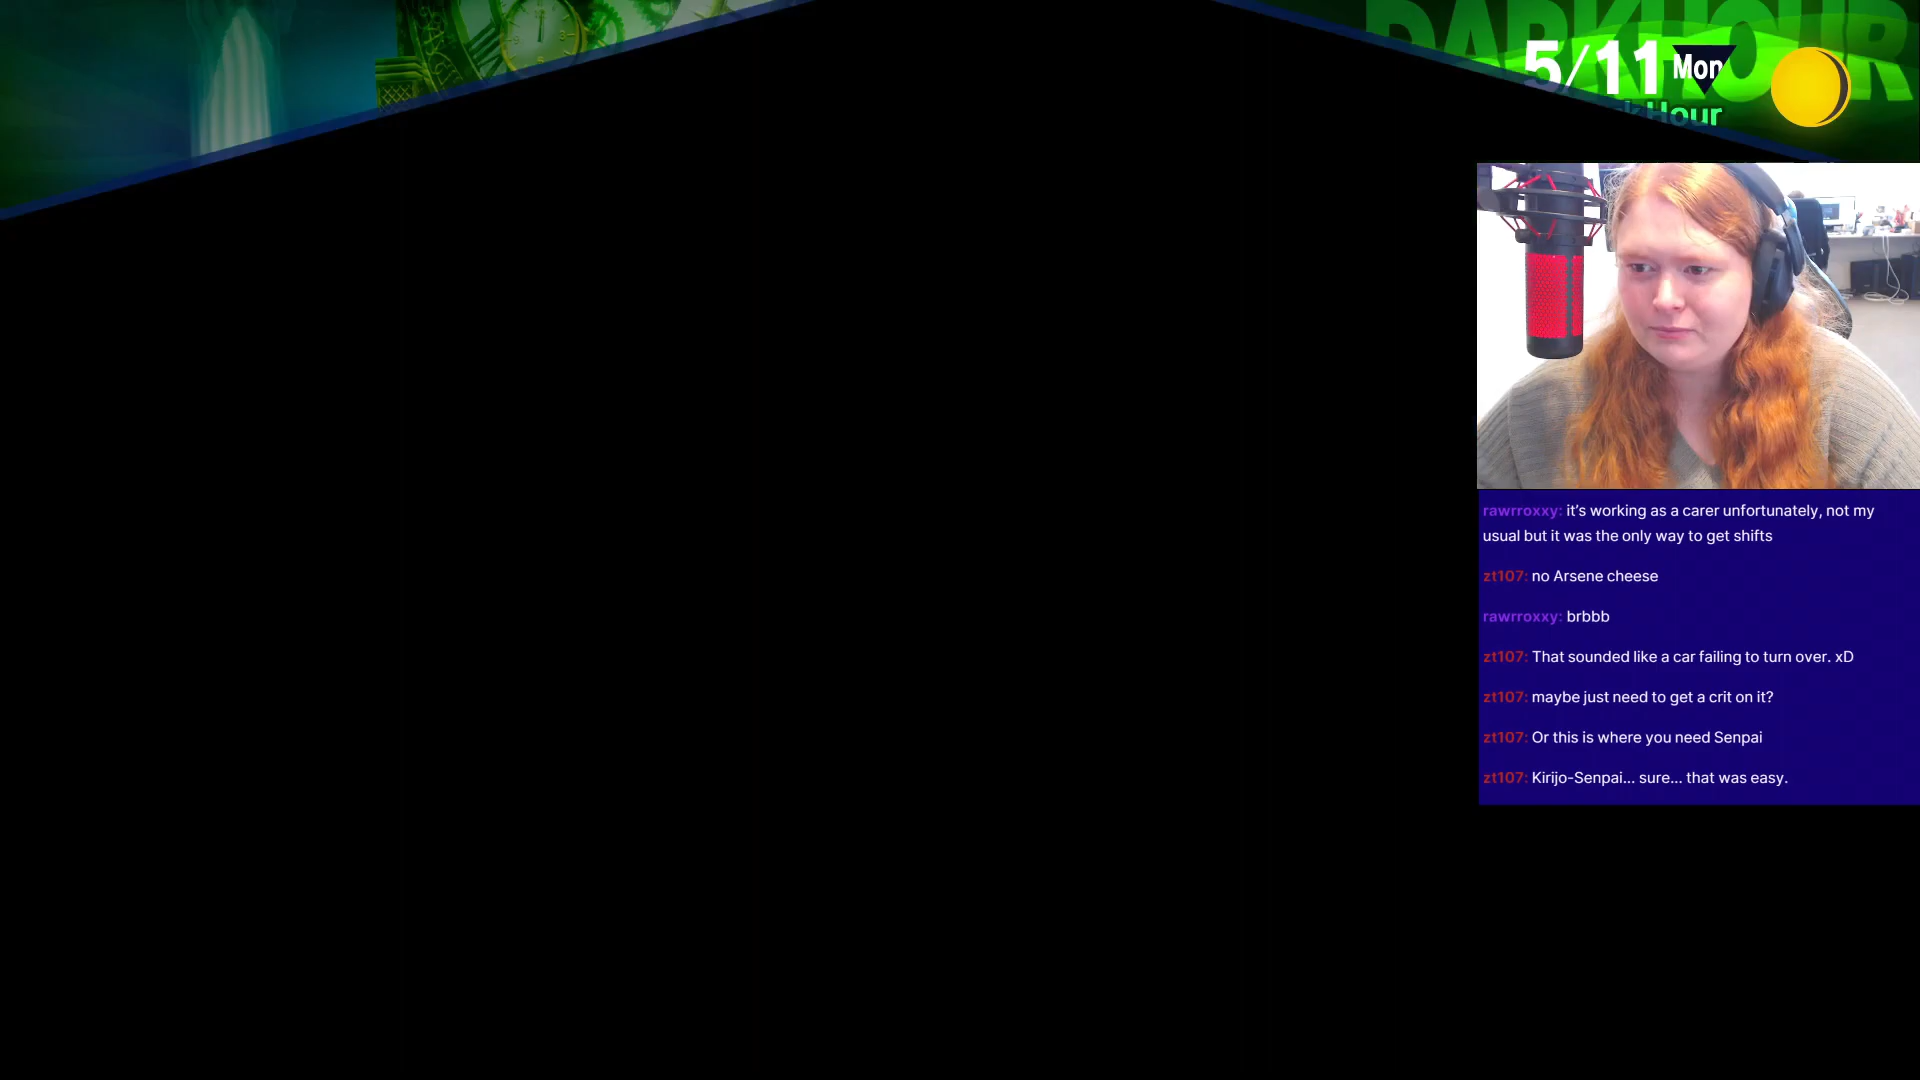 DARKHOUR
5/11 Mon
kHour
rawrroxxy: it's working as a carer unfortunately, not my
usual but it was the only way to get shifts
zt107: no Arsene cheese
rawrroxxy: brbbb
zt107: That sounded like a car failing to turn over. xD
zt107: maybe just need to get a crit on it?
zt107: Or this is where you need Senpai
zt107: Kirijo-Senpai... sure... that was easy.